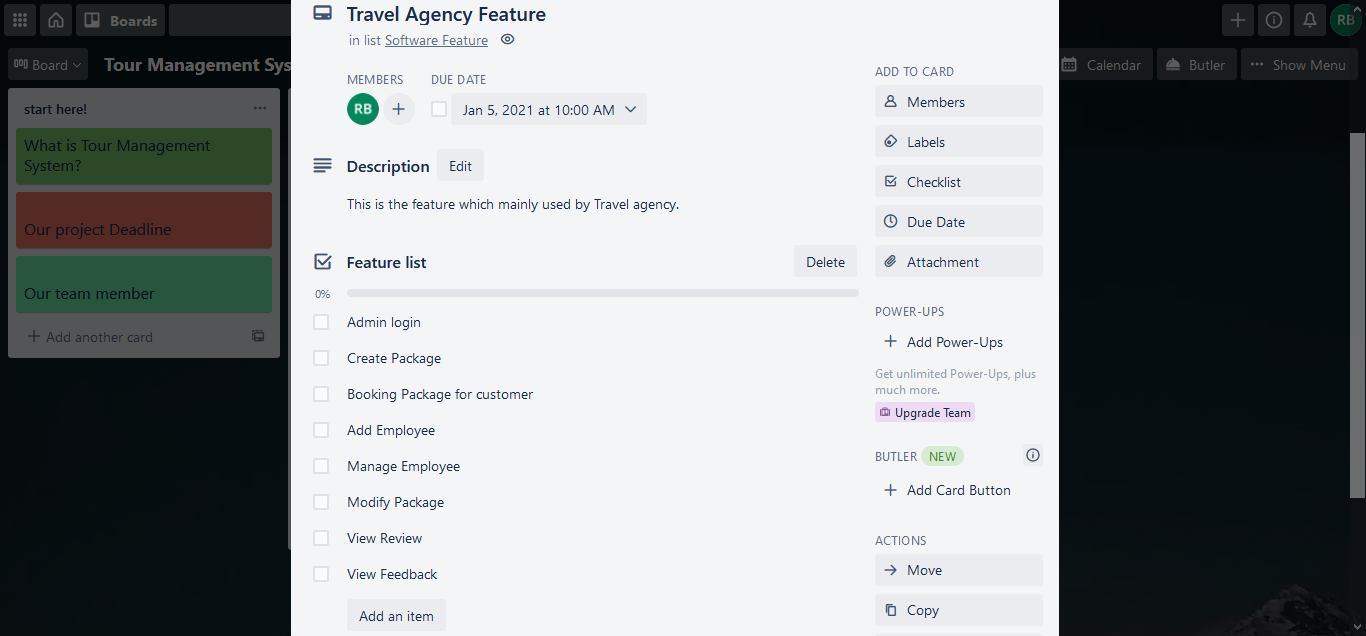 Boards
RB
Board
Tour Management Sys
Calendar
Butler
Show Menu
start here!
What is Tour Management
System?
Our project Deadline
Our team member
Add another card
Travel Agency Feature
in list Software Feature
MEMBERS
DUE DATE
RB
Jan 5, 2021 at 10:00 AM
Description
Edit
This is the feature which mainly used by Travel agency.
Feature list
Delete
0%
Admin login
Create Package
Booking Package for customer
Add Employee
Manage Employee
Modify Package
View Review
View Feedback
Add an item
ADD TO CARD
Members
Labels
Checklist
Due Date
Attachment
POWER-UPS
Add Power-Ups
Get unlimited Power-Ups, plus
much more.
Upgrade Team
BUTLER NEW
Add Card Button
ACTIONS
Move
Copy